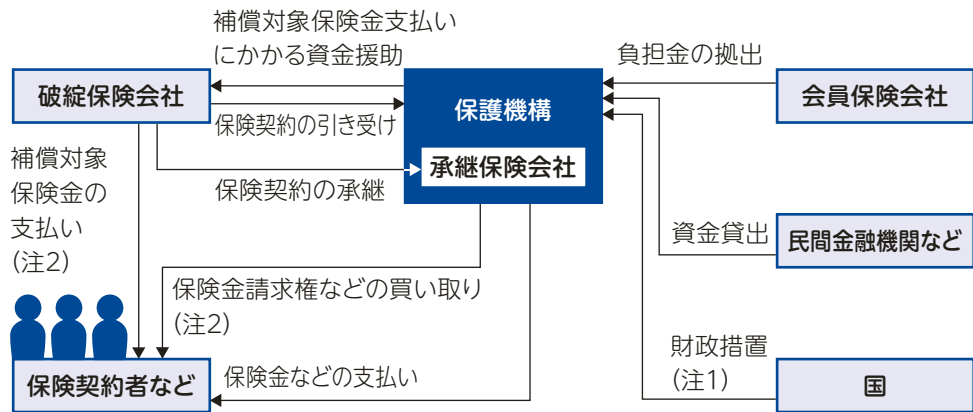 補償対象保険金支払い
にかかる資金援助
負担金の拠出
破綻保険会社
保護機構
会員保険会社
保険契約の引き受け
承継保険会社
補償対象
保険金の
支払い
(注2)
保険契約の承継
資金貸出
民間金融機関など
保険金請求権などの買い取り
(注2)
財政措置
(注1)
保険契約者など
保険金などの支払い
国